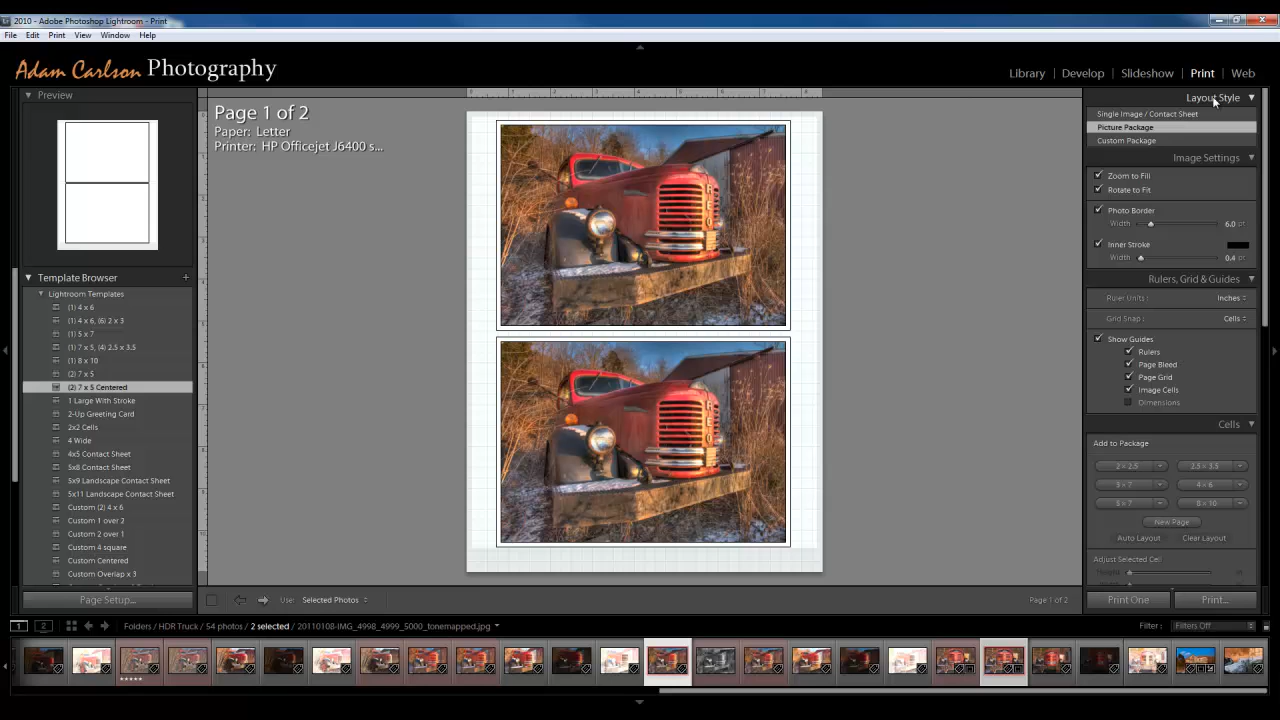 2010 - Adobe Photoshop Lightroom - Print
File Edit Print View Window Help
Adam Carlson Photography
Library | Develop | Slideshow | Print | Web
Preview
Template Browser +
Lightroom Templates
(1) 4 x 6
(1) 4 x 6, (6) 2 x 3
(1) 5 x 7
(1) 7 x 5, (4) 2.5 x 3.5
(1) 8 x 10
(2) 7 x 5
(2) 7 x 5 Centered
1 Large With Stroke
2-Up Greeting Card
2x2 Cells
4 Wide
4x5 Contact Sheet
5x8 Contact Sheet
5x9 Landscape Contact Sheet
5x11 Landscape Contact Sheet
Custom (2) 4 x 6
Custom 1 over 2
Custom 2 over 1
Custom 4 square
Custom Centered
Custom Overlap x 3
Page Setup...
Page 1 of 2
Paper: Letter
Printer: HP Officejet J6400 s...
Use: Selected Photos
Page 1 of 2
Layout Style
Single Image / Contact Sheet
Picture Package
Custom Package
Image Settings
Zoom to Fill
Rotate to Fit
Photo Border
Width 6.0 pt
Inner Stroke
Width 0.4 pt
Rulers, Grid & Guides
Ruler Units: Inches
Grid Snap: Cells
Show Guides
Rulers
Page Bleed
Page Grid
Image Cells
Dimensions
Cells
Add to Package
2 × 2.5 2.5 × 3.5
3 × 7 4 × 6
5 × 7 8 × 10
New Page
Auto Layout Clear Layout
Adjust Selected Cell
Print One Print...
1 2 Folders / HDR Truck / 54 photos / 2 selected / 20110108-IMG_4998_4999_5000_tonemapped.jpg
Filter: Filters Off